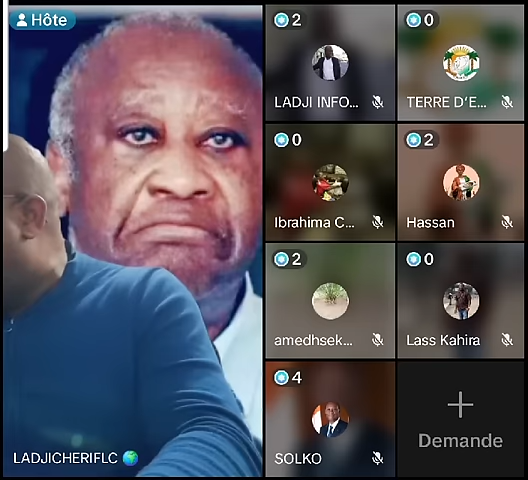 Hôte
2
LADJI INFO...
0
TERRE D'E...
0
Ibrahima C...
2
Hassan
2
amedhsek...
0
Lass Kahira
4
SOLKO
+
Demande
LADJICHERIFLC 🌍